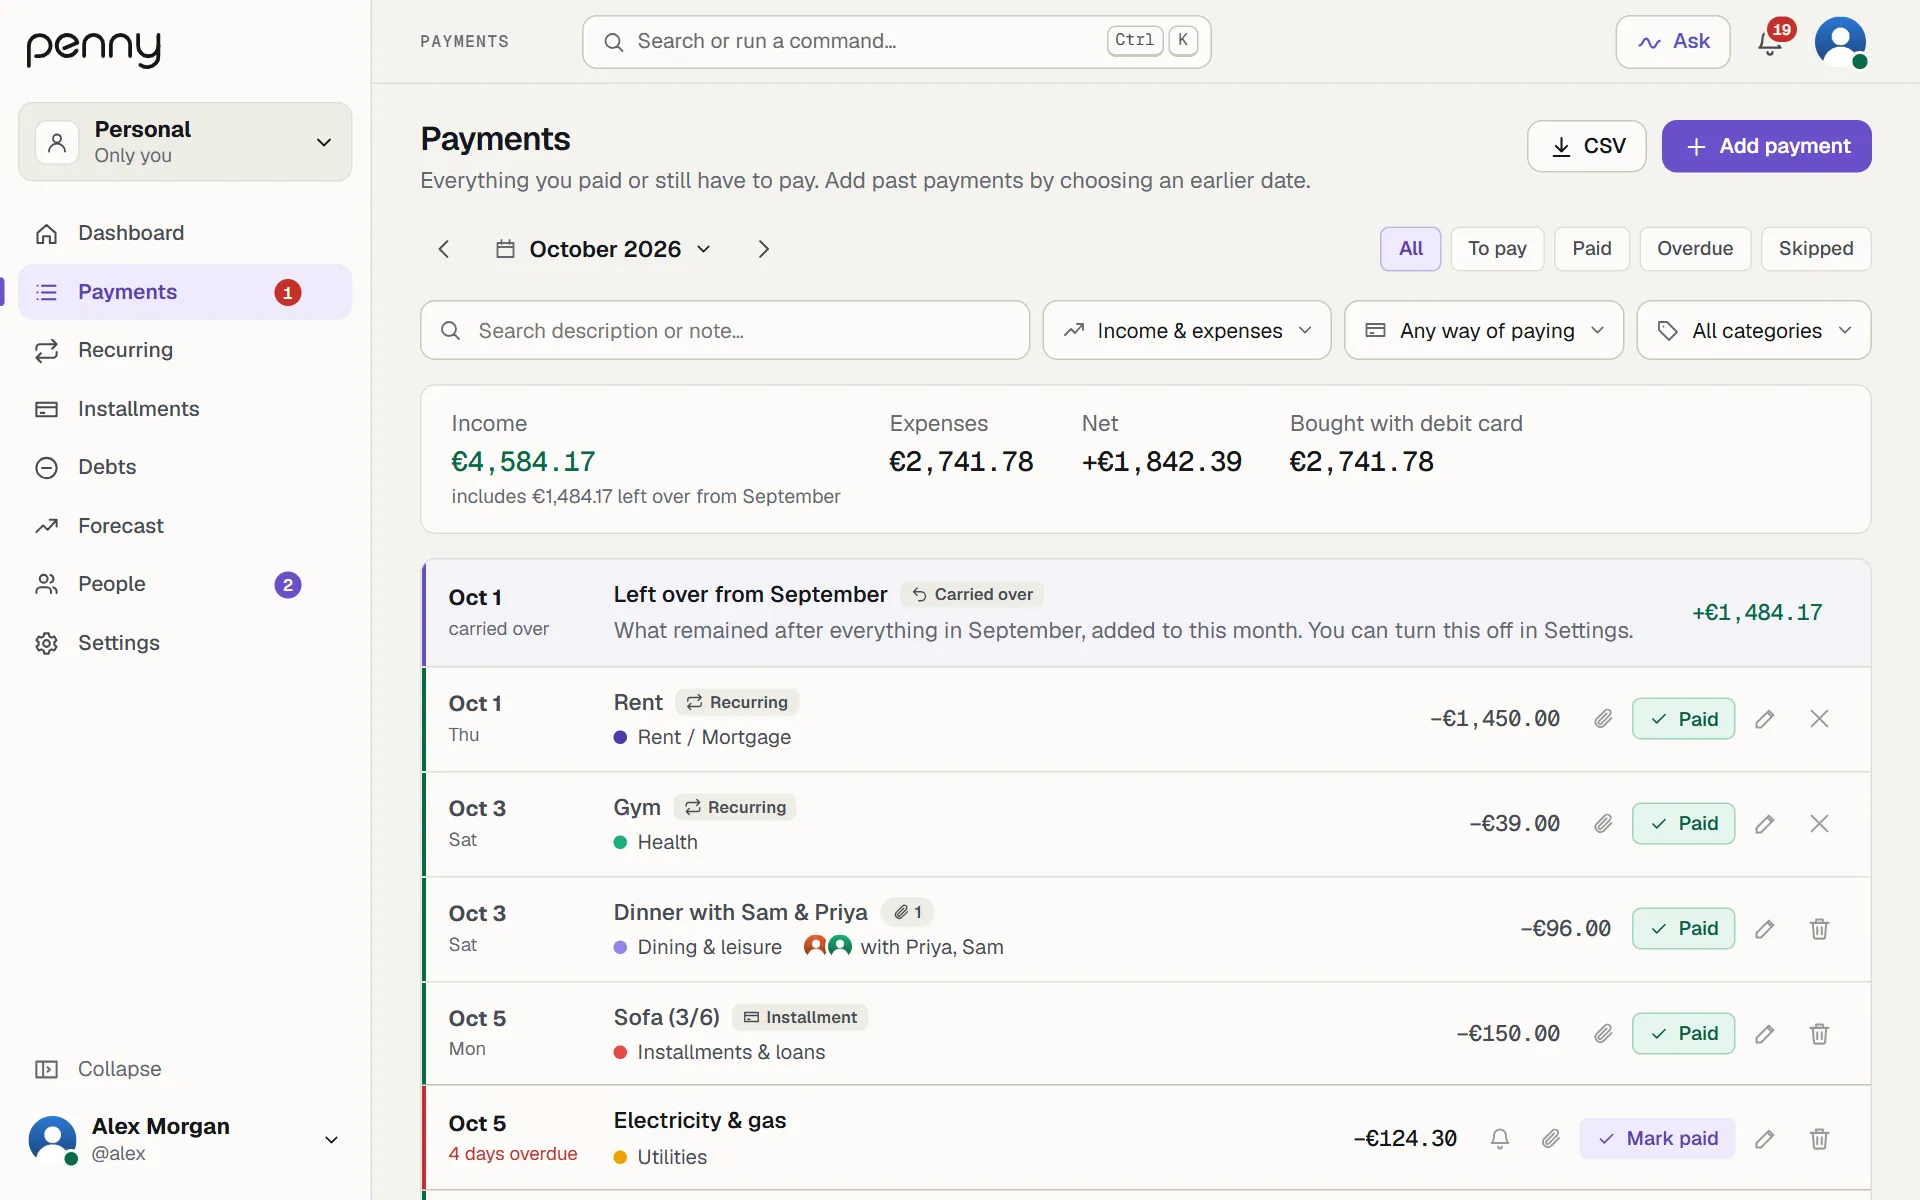 penny
PAYMENTS
Search or run a command...
Ctrl K
Ask
19
Personal
Only you
Dashboard
Payments 1
Recurring
Installments
Debts
Forecast
People 2
Settings
Collapse
Alex Morgan
@alex
Payments
Everything you paid or still have to pay. Add past payments by choosing an earlier date.
CSV
Add payment
October 2026
All
To pay
Paid
Overdue
Skipped
Search description or note...
Income & expenses
Any way of paying
All categories
Income
€4,584.17
includes €1,484.17 left over from September
Expenses
€2,741.78
Net
+€1,842.39
Bought with debit card
€2,741.78
Oct 1
carried over
Left over from September
Carried over
What remained after everything in September, added to this month. You can turn this off in Settings.
+€1,484.17
Oct 1
Thu
Rent
Recurring
Rent / Mortgage
−€1,450.00
Paid
Oct 3
Sat
Gym
Recurring
Health
−€39.00
Paid
Oct 3
Sat
Dinner with Sam & Priya
1
Dining & leisure
with Priya, Sam
−€96.00
Paid
Oct 5
Mon
Sofa (3/6)
Installment
Installments & loans
−€150.00
Paid
Oct 5
4 days overdue
Electricity & gas
Utilities
−€124.30
Mark paid